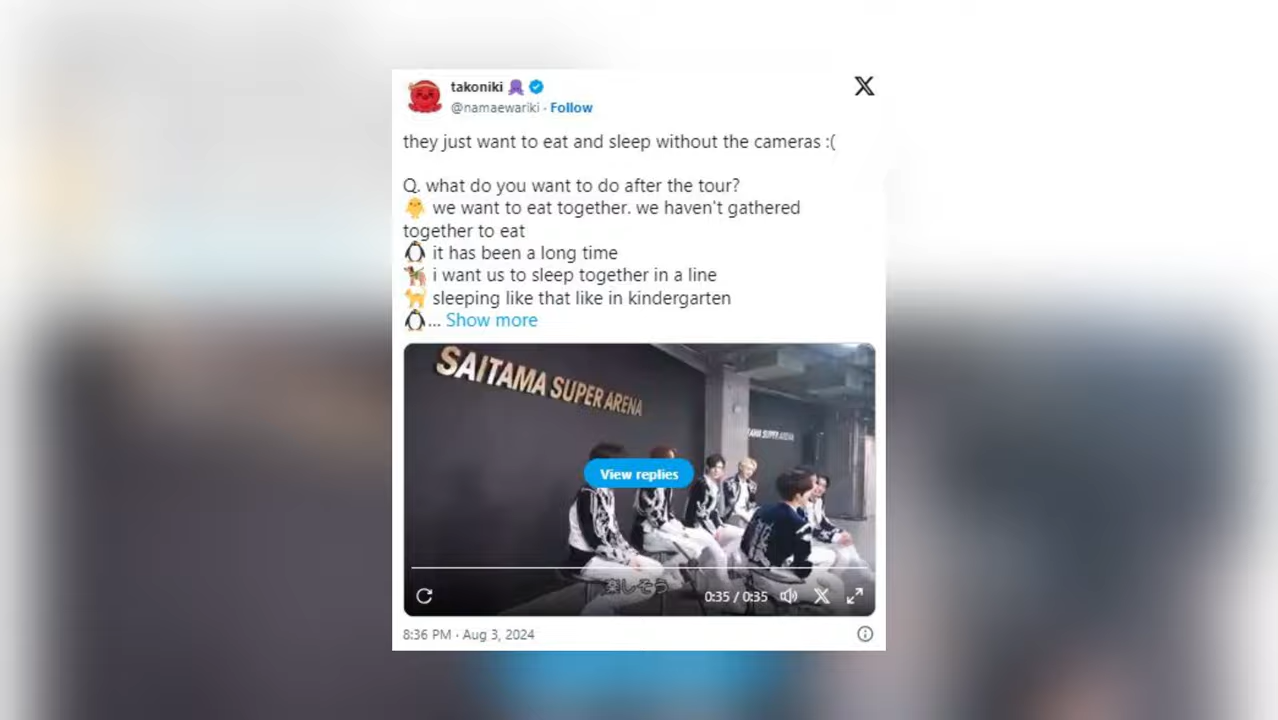 takoniki
@namaewariki · Follow
they just want to eat and sleep without the cameras :(
Q. what do you want to do after the tour?
🐥 we want to eat together. we haven't gathered
together to eat
🐧 it has been a long time
🐕‍🦺 i want us to sleep together in a line
🐈 sleeping like that like in kindergarten
🐧... Show more
SAITAMA SUPER ARENA
TAMA SUPER ARENA
View replies
楽しそう
0:35 / 0:35
8:36 PM · Aug 3, 2024